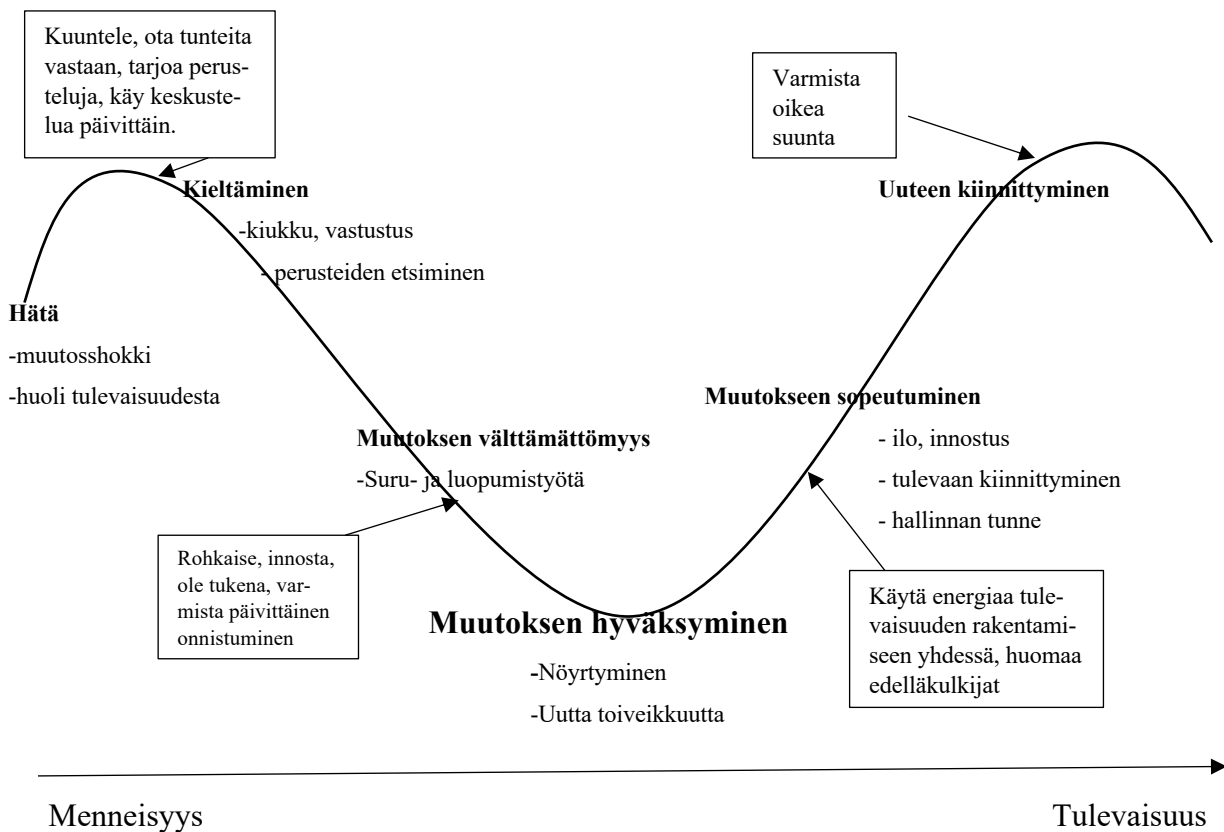 Kuuntele, ota tunteita
vastaan, tarjoa perus-
teluja, käy keskuste-
lua päivittäin.
Varmista
oikea
suunta
Kieltäminen
-kiukku, vastustus
- perusteiden etsiminen
Uuteen kiinnittyminen
Hätä
-muutosshokki
-huoli tulevaisuudesta
Muutoksen välttämättömyys
-Suru- ja luopumistyötä
Muutokseen sopeutuminen
- ilo, innostus
- tulevaan kiinnittyminen
- hallinnan tunne
Rohkaise, innosta,
ole tukena, var-
mista päivittäinen
onnistuminen
Muutoksen hyväksyminen
-Nöyrtyminen
-Uutta toiveikkuutta
Käytä energiaa tule-
vaisuuden rakentami-
seen yhdessä, huomaa
edelläkulkijat
Menneisyys
Tulevaisuus